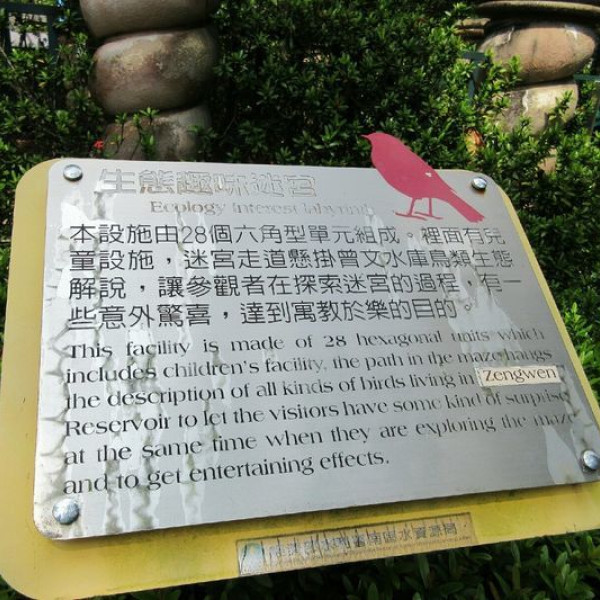 生態趣味迷宮
Ecology Interest labyrinth
本設施由28個六角型單元組成。裡面有兒
童設施，迷宮走道懸掛曾文水庫鳥類生態
解說，讓參觀者在探索迷宮的過程，有一
些意外驚喜，達到寓教於樂的目的。
This facility is made of 28 hexagonal units which
includes children's facility, the path in the maze hangs
the description of all kinds of birds living in Zengwen
Reservoir to let the visitors have some kind of surprise
at the same time when they are exploring the maze
and to get entertaining effects.
南區水資源局